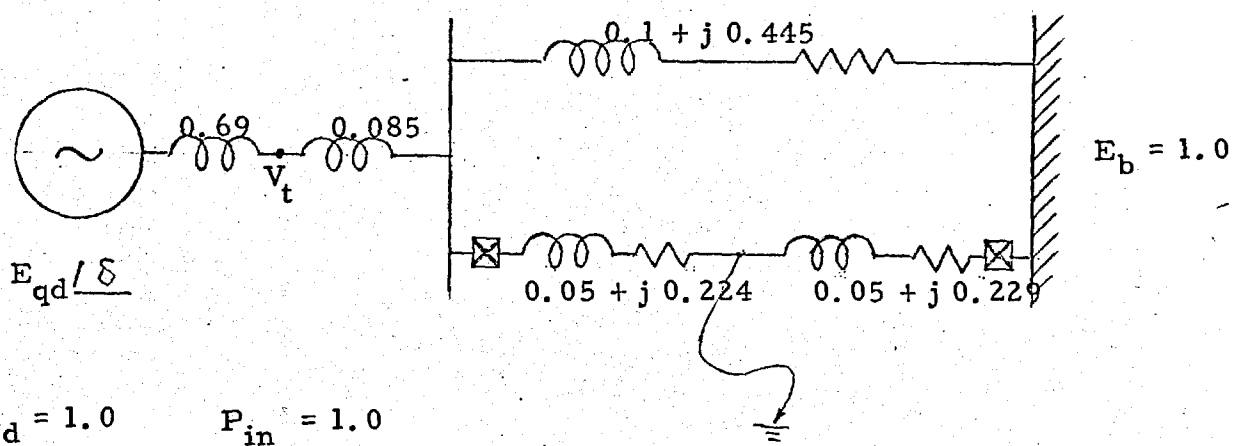 0.1 + j 0.445
0.69
0.085
V_t
E_b = 1.0
E_qd /δ
0.05 + j 0.224
0.05 + j 0.229
d = 1.0
P_in = 1.0